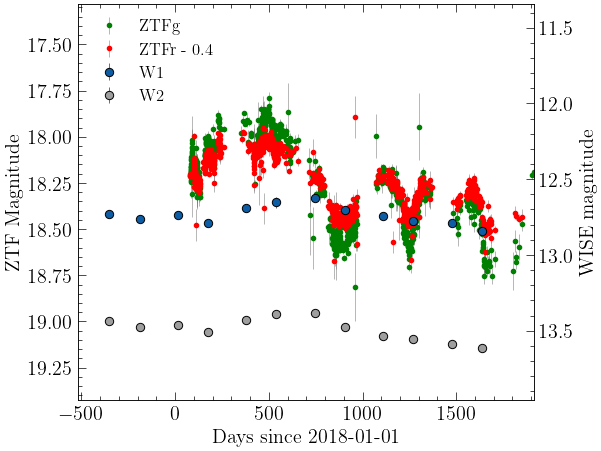 ZTFg
ZTFr - 0.4
W1
W2
17.50
17.75
18.00
18.25
18.50
18.75
19.00
19.25
ZTF Magnitude
11.5
12.0
12.5
13.0
13.5
WISE magnitude
−500
0
500
1000
1500
Days since 2018-01-01